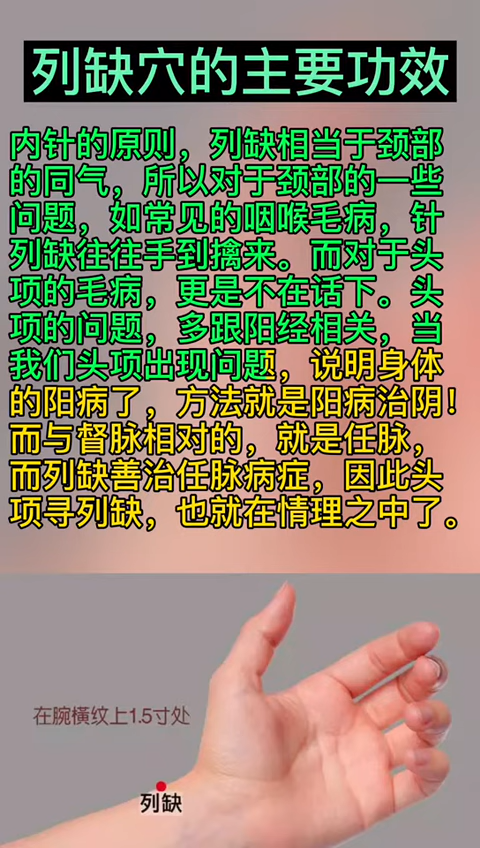 列缺穴的主要功效
内针的原则，列缺相当于颈部
的同气，所以对于颈部的一些
问题，如常见的咽喉毛病，针
列缺往往手到擒来。而对于头
项的毛病，更是不在话下。头
项的问题，多跟阳经相关，当
我们头项出现问题，说明身体
的阳病了，方法就是阳病治阴！
而与督脉相对的，就是任脉，
而列缺善治任脉病症，因此头
项寻列缺，也就在情理之中了。
在腕橫纹上1.5寸处
列缺